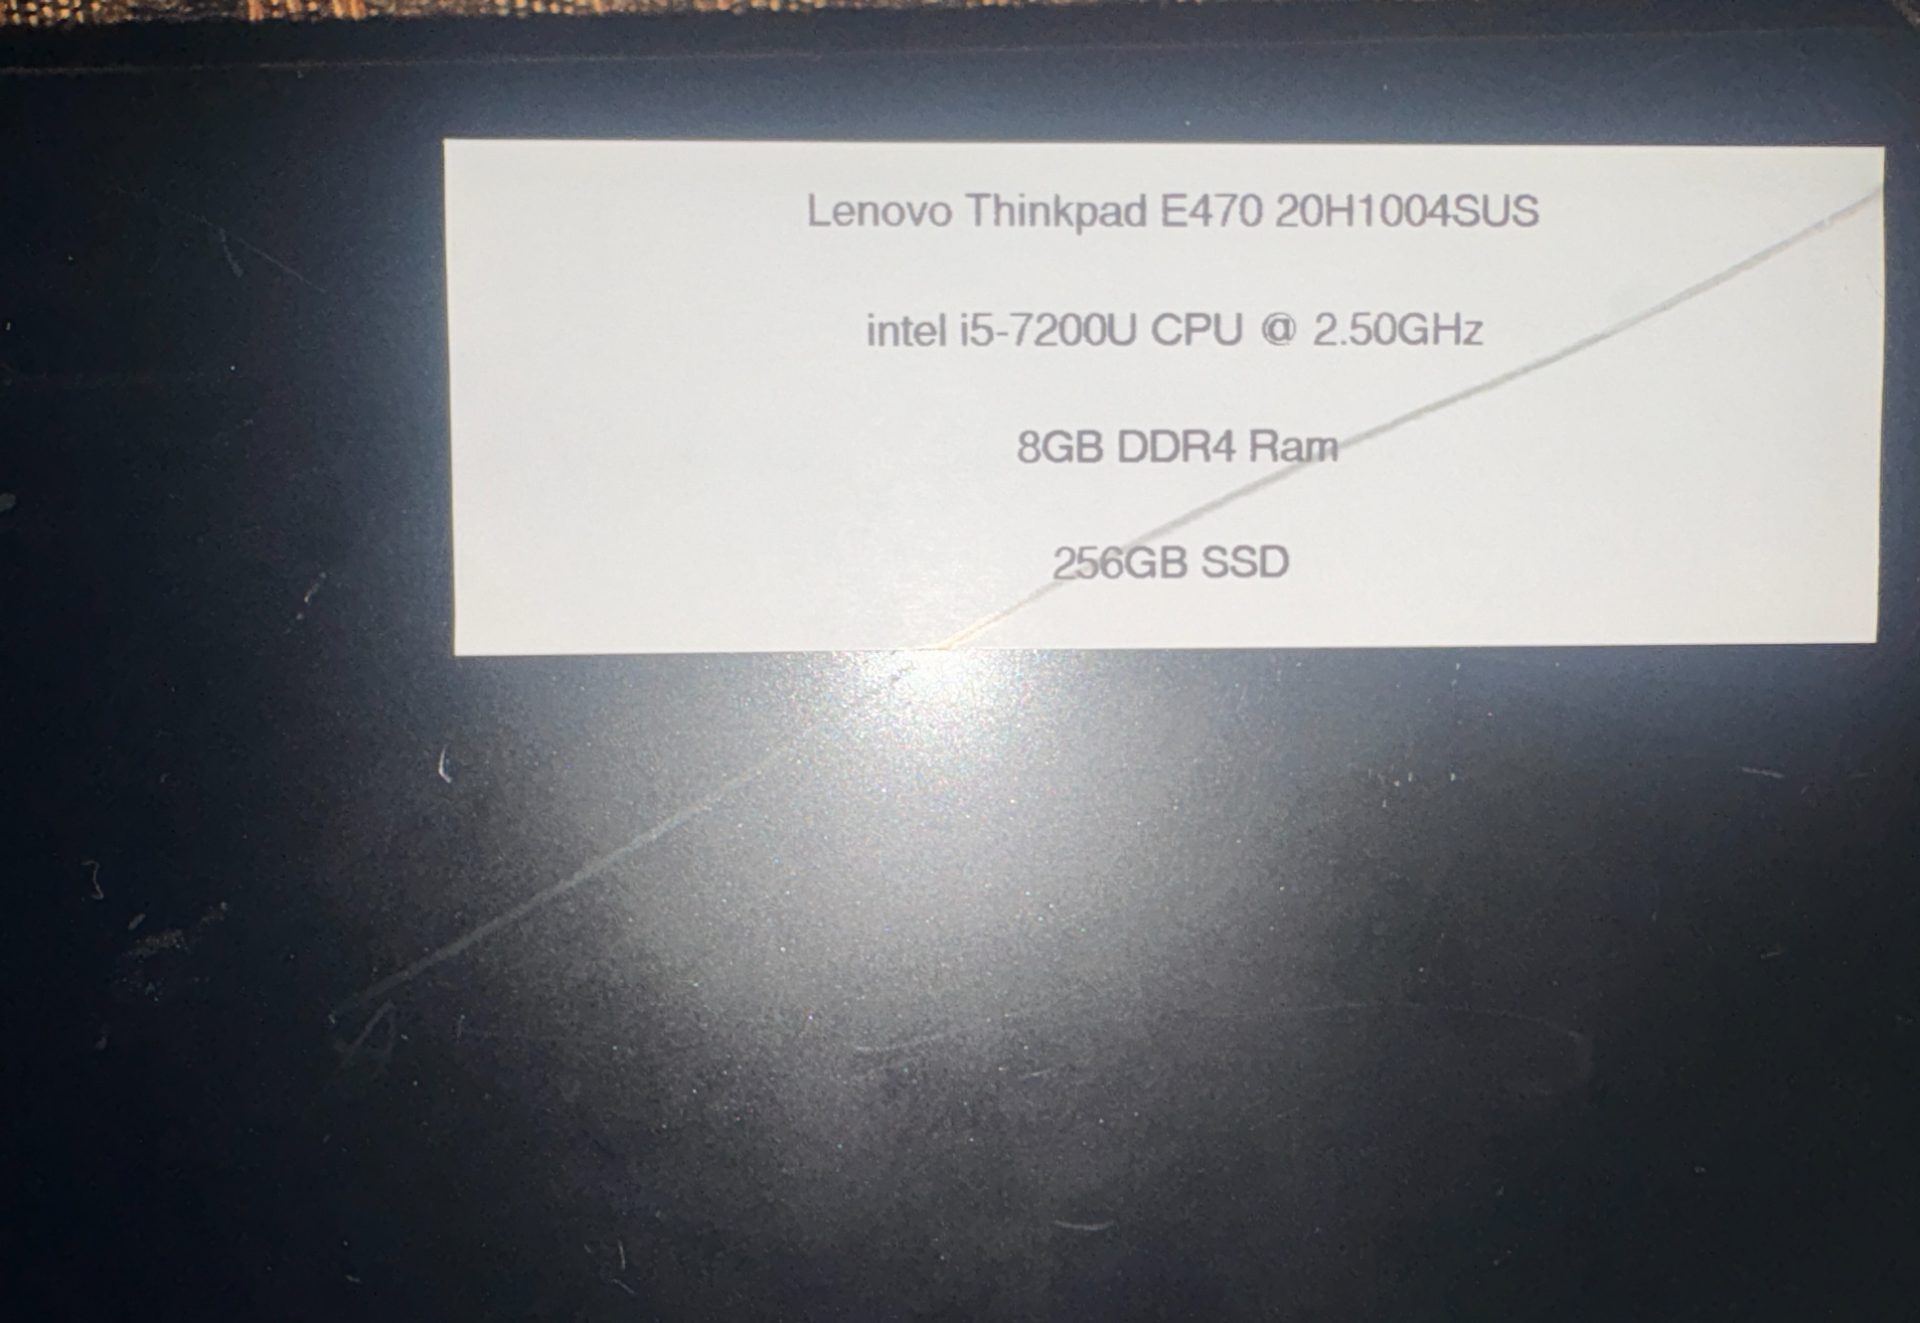 Lenovo Thinkpad E470 20H1004SUS
intel i5-7200U CPU @ 2.50GHz
8GB DDR4 Ram
256GB SSD